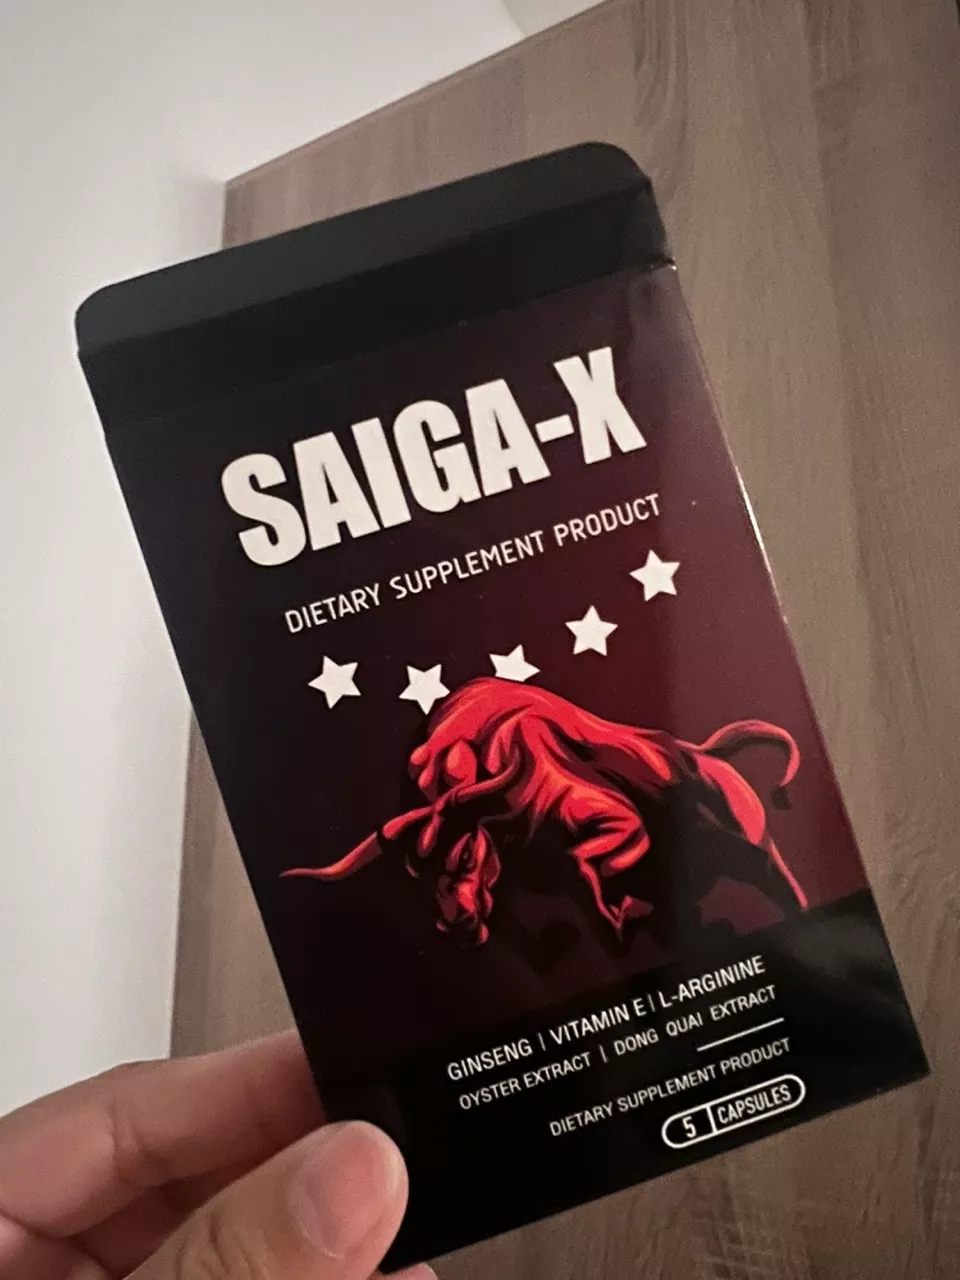 SAIGA-X
DIETARY SUPPLEMENT PRODUCT
GINSENG | VITAMIN E | L-ARGININE
OYSTER EXTRACT | DONG QUAI EXTRACT
DIETARY SUPPLEMENT PRODUCT
5 | CAPSULES